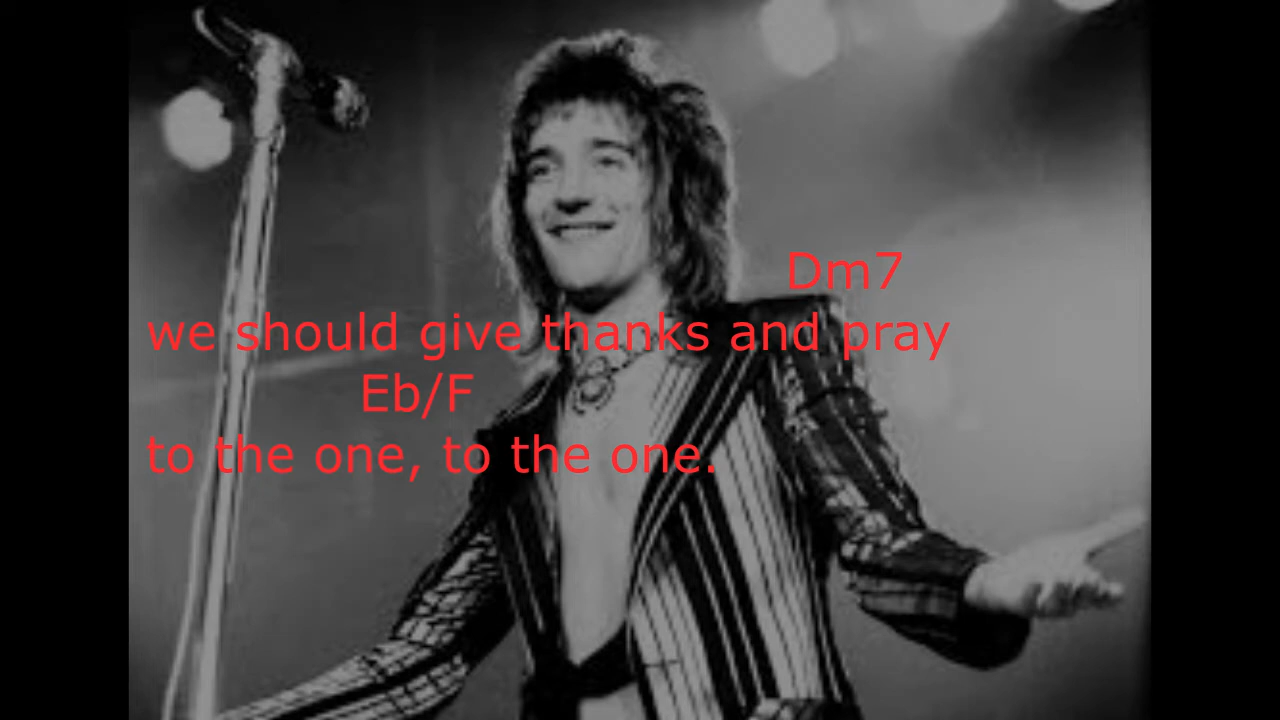 Dm7
we should give thanks and pray
Eb/F
to the one, to the one.